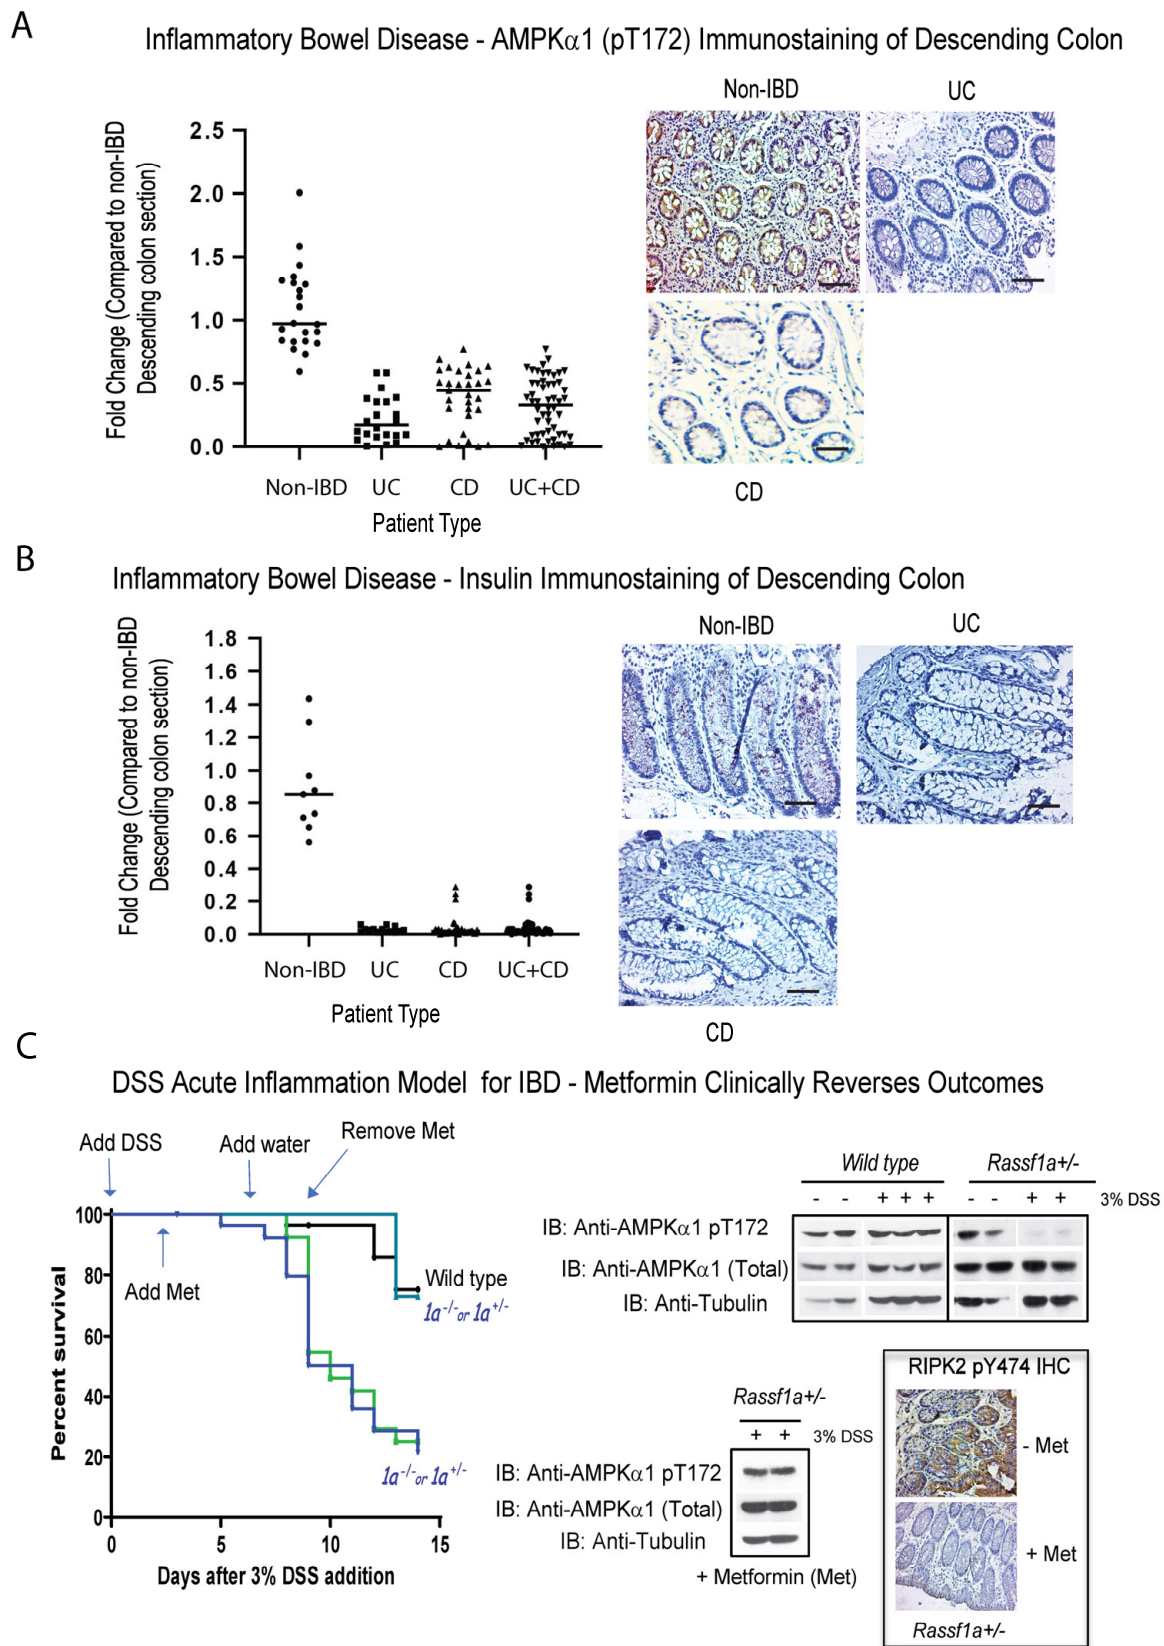 A
Inflammatory Bowel Disease - AMPKα1 (pT172) Immunostaining of Descending Colon
Non-IBD
UC
Fold Change (Compared to non-IBD
Descending colon section)
2.5
2.0
1.5
1.0
0.5
0.0
Non-IBD UC CD UC+CD
Patient Type
CD
B
Inflammatory Bowel Disease - Insulin Immunostaining of Descending Colon
Non-IBD
UC
Fold Change (Compared to non-IBD
Descending colon section)
1.8
1.6
1.4
1.2
1.0
0.8
0.6
0.4
0.2
0.0
Non-IBD UC CD UC+CD
Patient Type
CD
C
DSS Acute Inflammation Model for IBD - Metformin Clinically Reverses Outcomes
Add DSS
Add water
Remove Met
Add Met
Percent survival
100
80
60
40
20
0
Wild type
1a-/- or 1a+/-
1a-/- or 1a+/-
0 5 10 15
Days after 3% DSS addition
Wild type
Rassf1a+/-
- - + + + - - + + 3% DSS
IB: Anti-AMPKα1 pT172
IB: Anti-AMPKα1 (Total)
IB: Anti-Tubulin
Rassf1a+/-
+ + 3% DSS
IB: Anti-AMPKα1 pT172
IB: Anti-AMPKα1 (Total)
IB: Anti-Tubulin
+ Metformin (Met)
RIPK2 pY474 IHC
- Met
+ Met
Rassf1a+/-